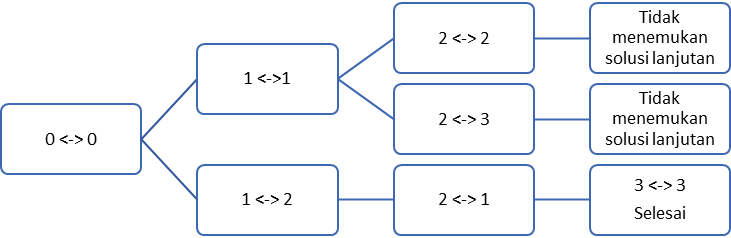 0 <-> 0
1 <->1
1 <-> 2
2 <-> 2
2 <-> 3
2 <-> 1
Tidak
menemukan
solusi lanjutan
Tidak
menemukan
solusi lanjutan
3 <-> 3
Selesai